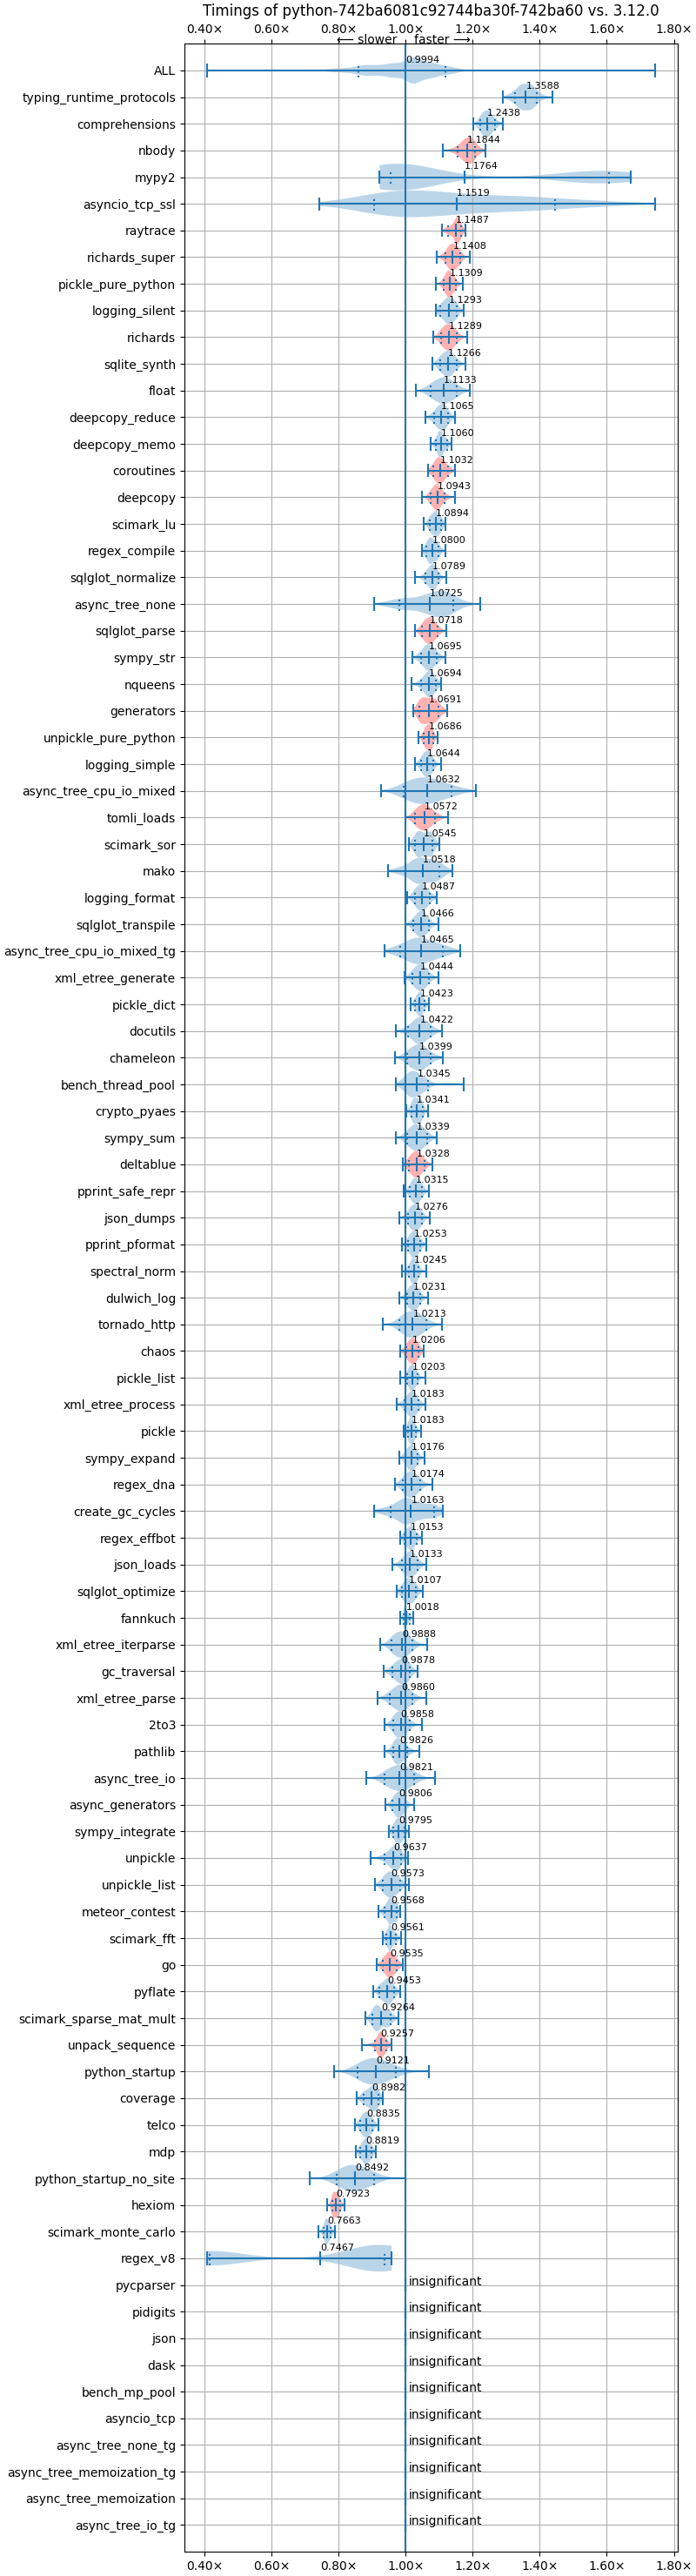 Timings of python-742ba6081c92744ba30f-742ba60 vs. 3.12.0
0.40× 0.60× 0.80× 1.00× 1.20× 1.40× 1.60× 1.80×
⟵ slower faster ⟶
ALL 0.9994
typing_runtime_protocols 1.3588
comprehensions 1.2438
nbody 1.1844
mypy2 1.1764
asyncio_tcp_ssl 1.1519
raytrace 1.1487
richards_super 1.1408
pickle_pure_python 1.1309
logging_silent 1.1293
richards 1.1289
sqlite_synth 1.1266
float 1.1133
deepcopy_reduce 1.1065
deepcopy_memo 1.1060
coroutines 1.1032
deepcopy 1.0943
scimark_lu 1.0894
regex_compile 1.0800
sqlglot_normalize 1.0789
async_tree_none 1.0725
sqlglot_parse 1.0718
sympy_str 1.0695
nqueens 1.0694
generators 1.0691
unpickle_pure_python 1.0686
logging_simple 1.0644
async_tree_cpu_io_mixed 1.0632
tomli_loads 1.0572
scimark_sor 1.0545
mako 1.0518
logging_format 1.0487
sqlglot_transpile 1.0466
async_tree_cpu_io_mixed_tg 1.0465
xml_etree_generate 1.0444
pickle_dict 1.0423
docutils 1.0422
chameleon 1.0399
bench_thread_pool 1.0345
crypto_pyaes 1.0341
sympy_sum 1.0339
deltablue 1.0328
pprint_safe_repr 1.0315
json_dumps 1.0276
pprint_pformat 1.0253
spectral_norm 1.0245
dulwich_log 1.0231
tornado_http 1.0213
chaos 1.0206
pickle_list 1.0203
xml_etree_process 1.0183
pickle 1.0183
sympy_expand 1.0176
regex_dna 1.0174
create_gc_cycles 1.0163
regex_effbot 1.0153
json_loads 1.0133
sqlglot_optimize 1.0107
fannkuch 1.0018
xml_etree_iterparse 0.9888
gc_traversal 0.9878
xml_etree_parse 0.9860
2to3 0.9858
pathlib 0.9826
async_tree_io 0.9821
async_generators 0.9806
sympy_integrate 0.9795
unpickle 0.9637
unpickle_list 0.9573
meteor_contest 0.9568
scimark_fft 0.9561
go 0.9535
pyflate 0.9453
scimark_sparse_mat_mult 0.9264
unpack_sequence 0.9257
python_startup 0.9121
coverage 0.8982
telco 0.8835
mdp 0.8819
python_startup_no_site 0.8492
hexiom 0.7923
scimark_monte_carlo 0.7663
regex_v8 0.7467
pycparser insignificant
pidigits insignificant
json insignificant
dask insignificant
bench_mp_pool insignificant
asyncio_tcp insignificant
async_tree_none_tg insignificant
async_tree_memoization_tg insignificant
async_tree_memoization insignificant
async_tree_io_tg insignificant
0.40× 0.60× 0.80× 1.00× 1.20× 1.40× 1.60× 1.80×